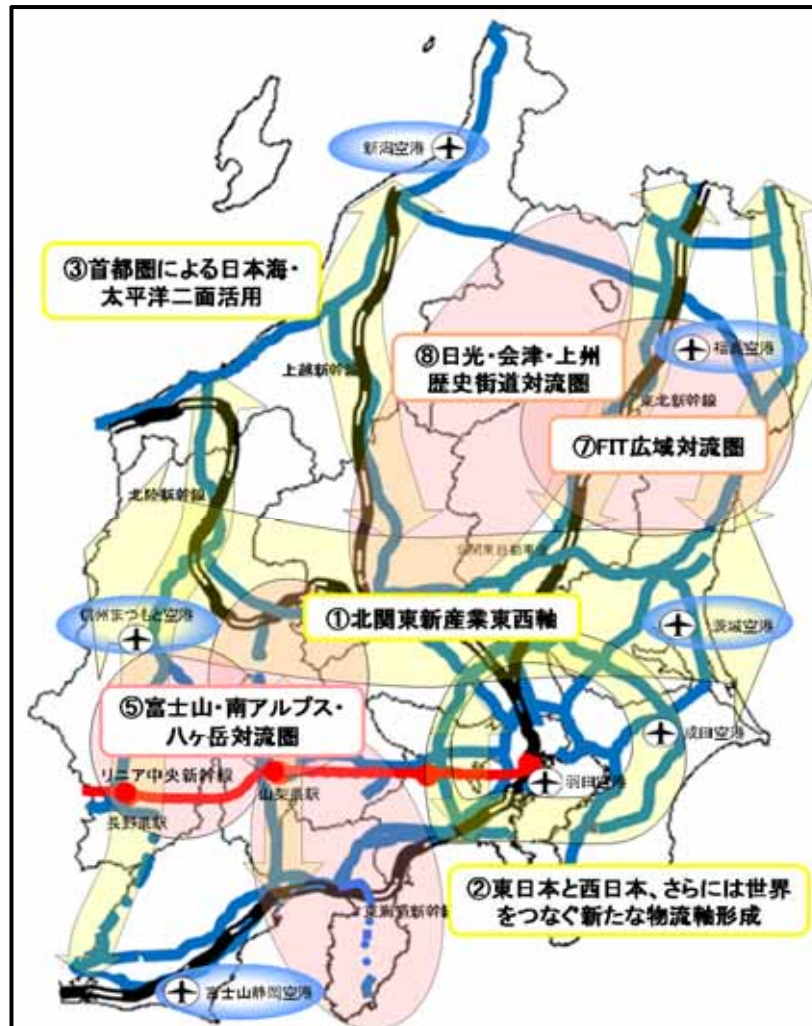 新潟空港
③首都圏による日本海・
太平洋二面活用
上越新幹線
⑧日光・会津・上州
歴史街道対流圏
福島空港
東北新幹線
⑦FIT広域対流圏
北陸新幹線
北関東自動車道
信州まつもと空港
①北関東新産業東西軸
茨城空港
⑤富士山・南アルプス・
八ヶ岳対流圏
成田空港
リニア中央新幹線
山梨県駅
羽田空港
長野県駅
②東日本と西日本、さらには世界
をつなぐ新たな物流軸形成
東海道新幹線
富士山静岡空港